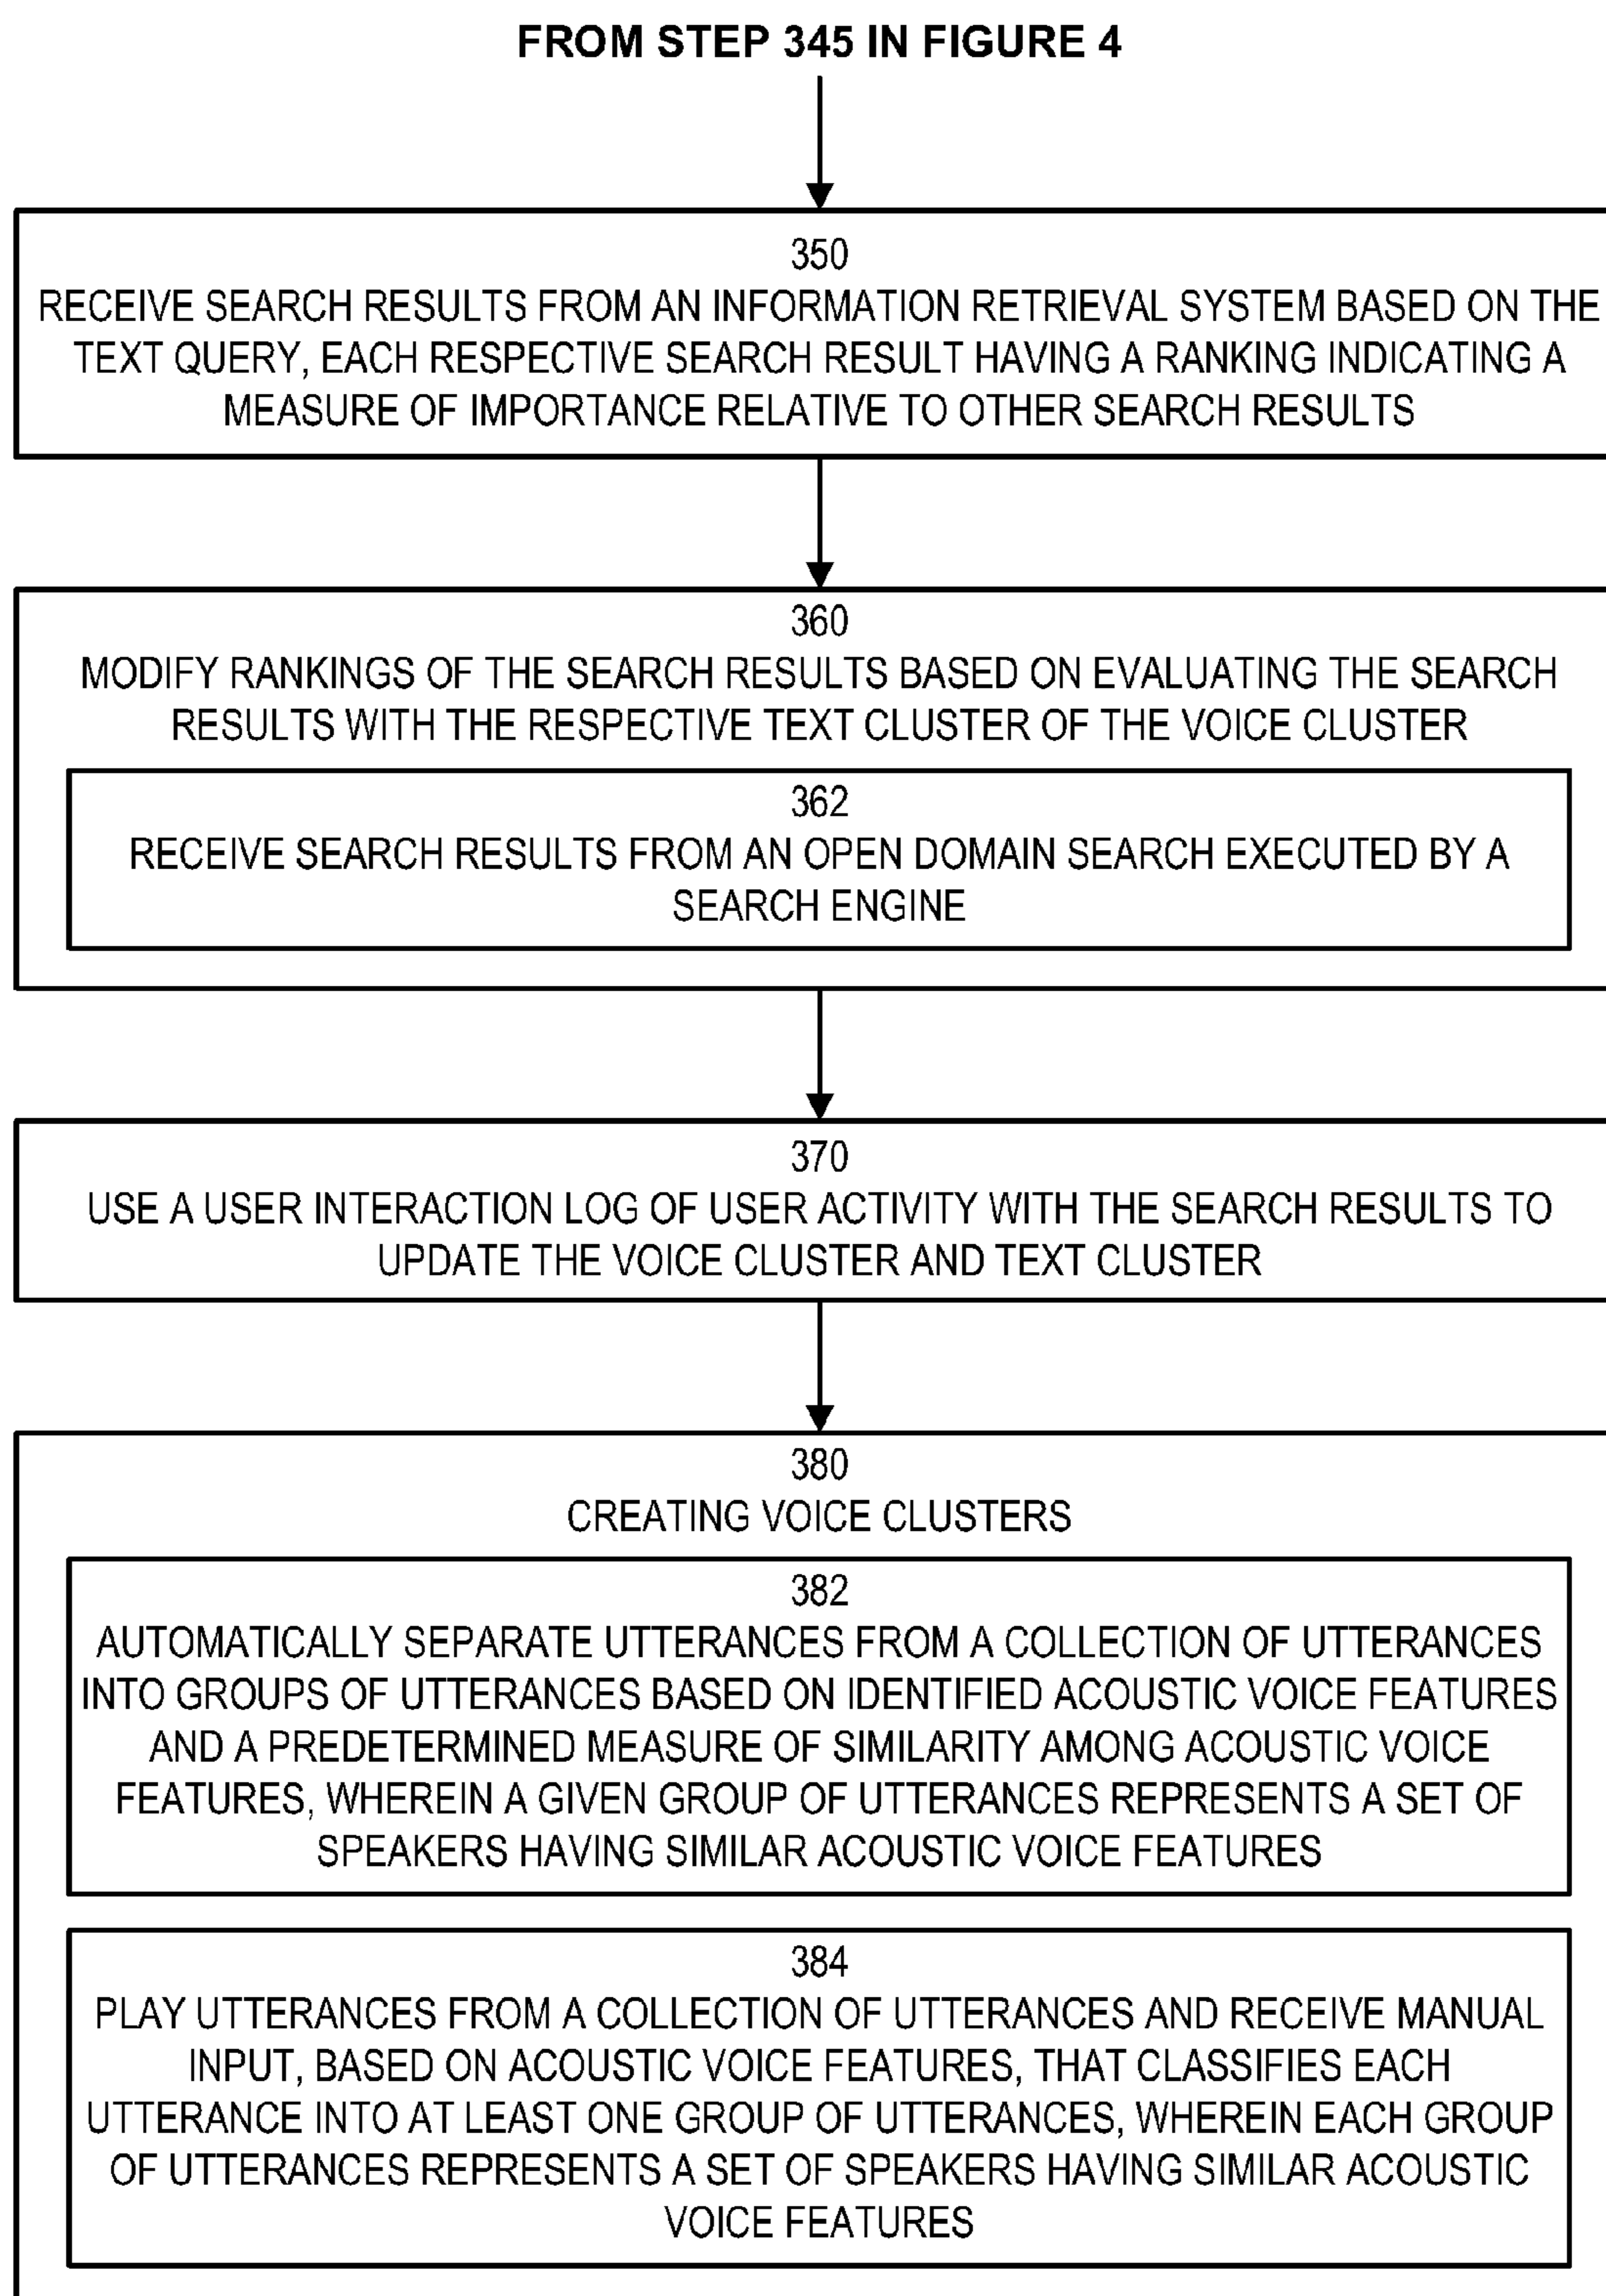 FROM STEP 345 IN FIGURE 4
350
RECEIVE SEARCH RESULTS FROM AN INFORMATION RETRIEVAL SYSTEM BASED ON THE
TEXT QUERY, EACH RESPECTIVE SEARCH RESULT HAVING A RANKING INDICATING A
MEASURE OF IMPORTANCE RELATIVE TO OTHER SEARCH RESULTS
360
MODIFY RANKINGS OF THE SEARCH RESULTS BASED ON EVALUATING THE SEARCH
RESULTS WITH THE RESPECTIVE TEXT CLUSTER OF THE VOICE CLUSTER
362
RECEIVE SEARCH RESULTS FROM AN OPEN DOMAIN SEARCH EXECUTED BY A
SEARCH ENGINE
370
USE A USER INTERACTION LOG OF USER ACTIVITY WITH THE SEARCH RESULTS TO
UPDATE THE VOICE CLUSTER AND TEXT CLUSTER
380
CREATING VOICE CLUSTERS
382
AUTOMATICALLY SEPARATE UTTERANCES FROM A COLLECTION OF UTTERANCES
INTO GROUPS OF UTTERANCES BASED ON IDENTIFIED ACOUSTIC VOICE FEATURES
AND A PREDETERMINED MEASURE OF SIMILARITY AMONG ACOUSTIC VOICE
FEATURES, WHEREIN A GIVEN GROUP OF UTTERANCES REPRESENTS A SET OF
SPEAKERS HAVING SIMILAR ACOUSTIC VOICE FEATURES
384
PLAY UTTERANCES FROM A COLLECTION OF UTTERANCES AND RECEIVE MANUAL
INPUT, BASED ON ACOUSTIC VOICE FEATURES, THAT CLASSIFIES EACH
UTTERANCE INTO AT LEAST ONE GROUP OF UTTERANCES, WHEREIN EACH GROUP
OF UTTERANCES REPRESENTS A SET OF SPEAKERS HAVING SIMILAR ACOUSTIC
VOICE FEATURES